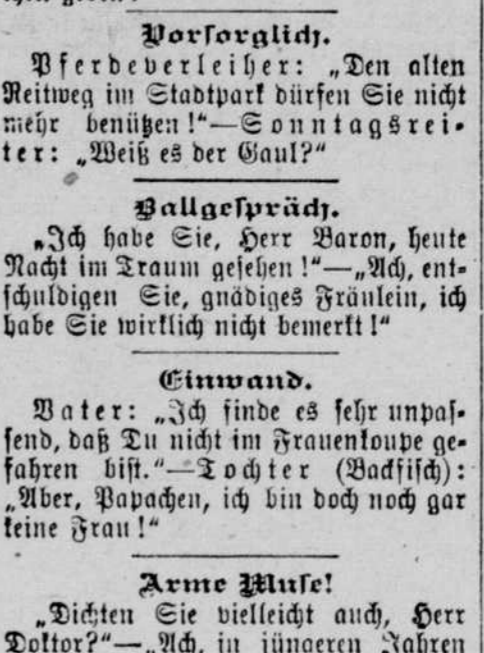 Vorsorglich.
Pferdeverleiher: „Den alten
Reitweg im Stadtpark dürfen Sie nicht
mehr benützen!“—Sonntagsrei-
ter: „Weiß es der Gaul?“
Ballgespräch.
„Ich habe Sie, Herr Baron, heute
Nacht im Traum gesehen!“—„Ach, ent-
schuldigen Sie, gnädiges Fräulein, ich
habe Sie wirklich nicht bemerkt!“
Einwand.
Vater: „Ich finde es sehr unpas-
send, daß Du nicht im Frauenkoupe ge-
fahren bist.“—Tochter (Backfisch):
„Aber, Papachen, ich bin doch noch gar
keine Frau!“
Arme Muse!
„Dichten Sie vielleicht auch, Herr
Doktor?“—„Ach, in jüngeren Jahren